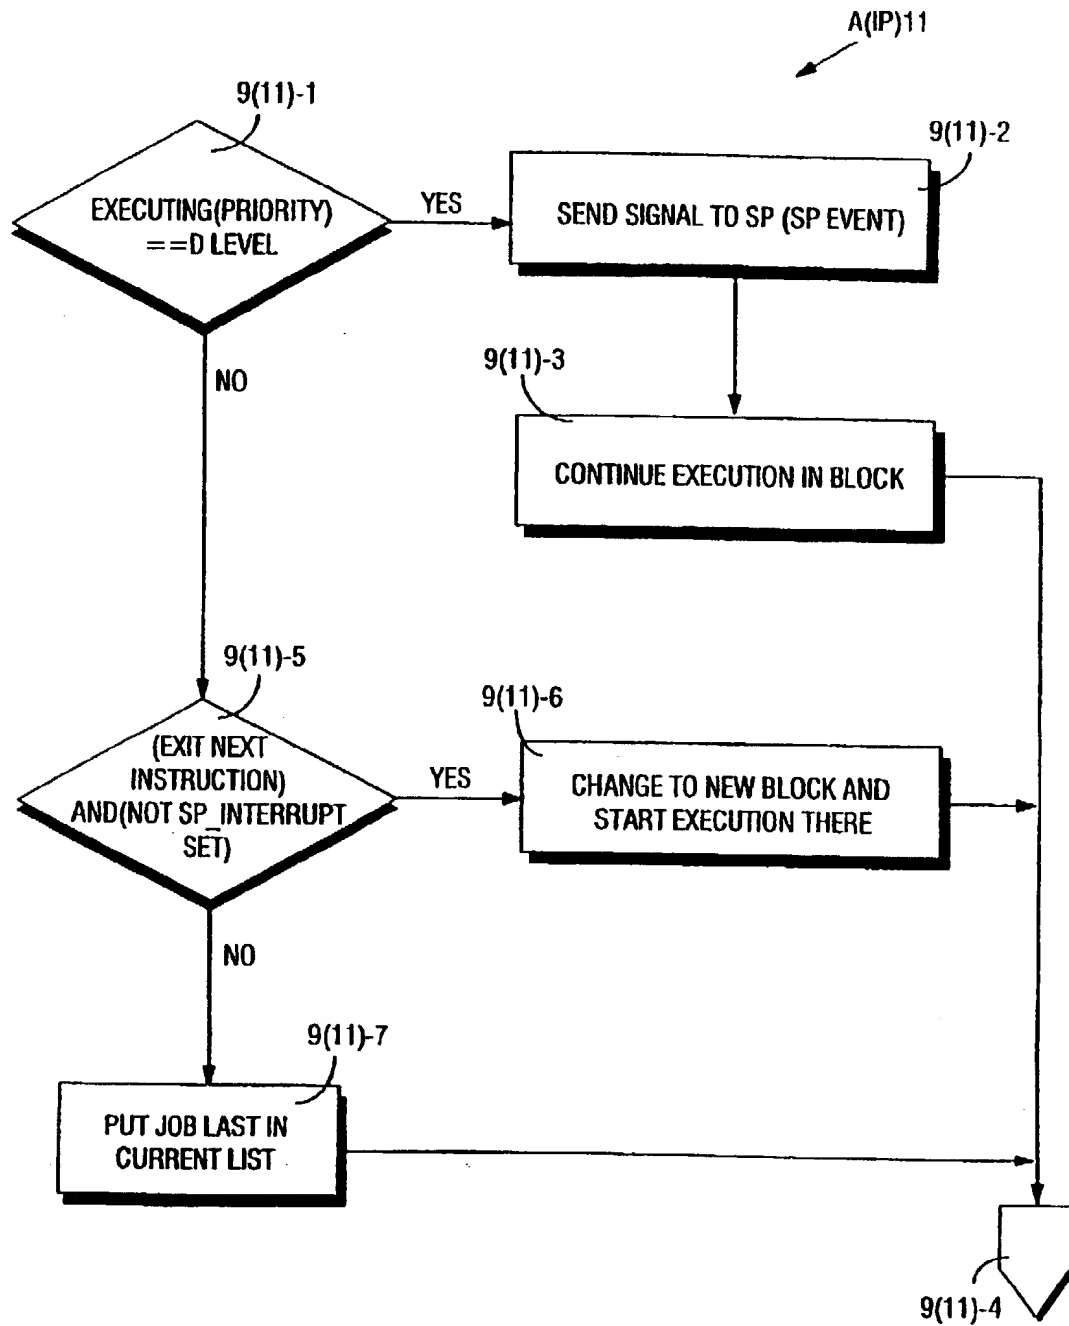 A(IP)11
9(11)-1
EXECUTING(PRIORITY)
==D LEVEL
YES
9(11)-2
SEND SIGNAL TO SP (SP EVENT)
NO
9(11)-3
CONTINUE EXECUTION IN BLOCK
9(11)-5
(EXIT NEXT
INSTRUCTION)
AND(NOT SP_INTERRUPT
SET)
YES
9(11)-6
CHANGE TO NEW BLOCK AND
START EXECUTION THERE
NO
9(11)-7
PUT JOB LAST IN
CURRENT LIST
9(11)-4